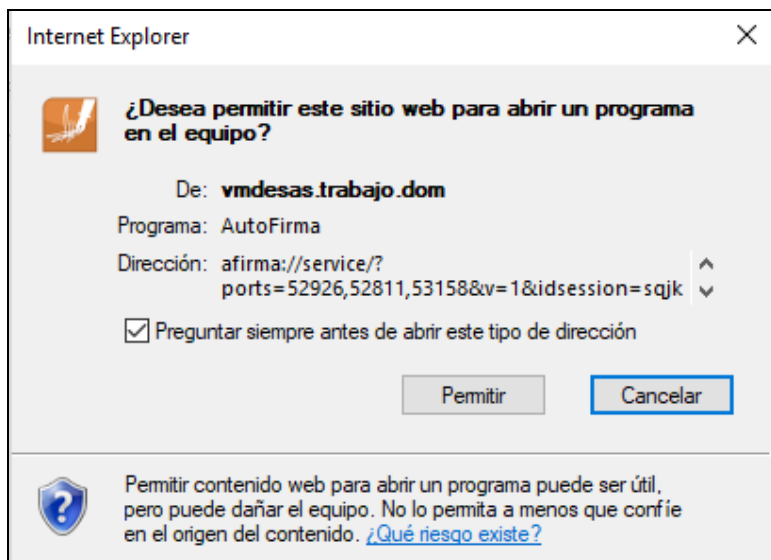 Internet Explorer
¿Desea permitir este sitio web para abrir un programa
en el equipo?
De: vmdesas.trabajo.dom
Programa: AutoFirma
Dirección: afirma://service/?
ports=52926,52811,53158&v=1&idsession=sqjk
Preguntar siempre antes de abrir este tipo de dirección
Permitir Cancelar
Permitir contenido web para abrir un programa puede ser útil,
pero puede dañar el equipo. No lo permita a menos que confíe
en el origen del contenido. ¿Qué riesgo existe?